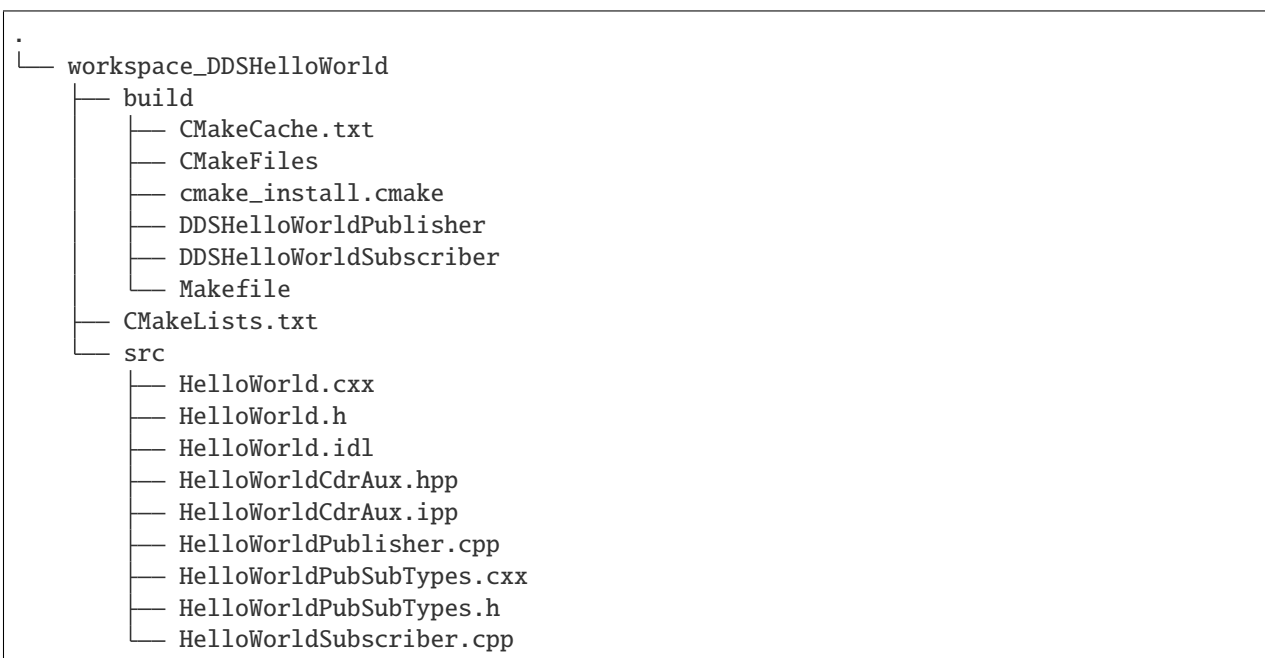 .
└── workspace_DDSHelloWorld
    ├── build
    │   ├── CMakeCache.txt
    │   ├── CMakeFiles
    │   ├── cmake_install.cmake
    │   ├── DDSHelloWorldPublisher
    │   ├── DDSHelloWorldSubscriber
    │   └── Makefile
    ├── CMakeLists.txt
    └── src
        ├── HelloWorld.cxx
        ├── HelloWorld.h
        ├── HelloWorld.idl
        ├── HelloWorldCdrAux.hpp
        ├── HelloWorldCdrAux.ipp
        ├── HelloWorldPublisher.cpp
        ├── HelloWorldPubSubTypes.cxx
        ├── HelloWorldPubSubTypes.h
        └── HelloWorldSubscriber.cpp